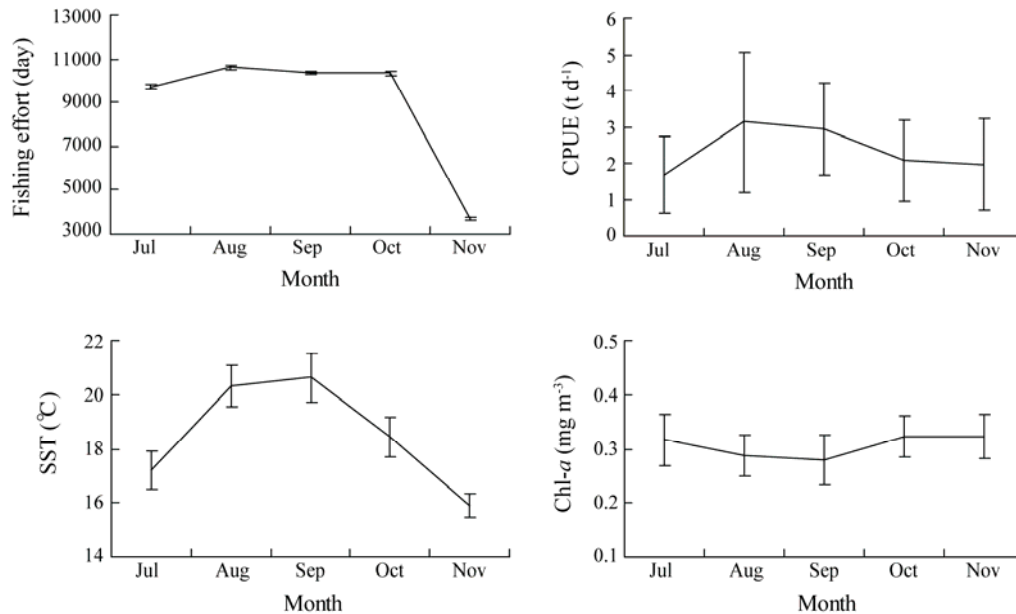 Fishing effort (day)
13000
11000
9000
7000
5000
3000
Jul Aug Sep Oct Nov
Month
CPUE (t d-1)
6
5
4
3
2
1
0
Jul Aug Sep Oct Nov
Month
SST (℃)
22
20
18
16
14
Jul Aug Sep Oct Nov
Month
Chl-a (mg m-3)
0.5
0.4
0.3
0.2
0.1
Jul Aug Sep Oct Nov
Month